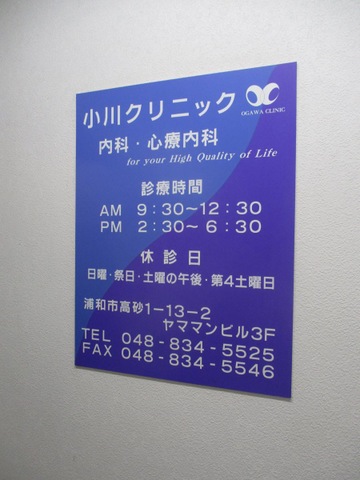 小川クリニック
OGAWA CLINIC
内科・心療内科
for your High Quality of Life
診療時間
AM 9：30～12：30
PM 2：30～6：30
休診日
日曜・祭日・土曜の午後・第4土曜日
浦和市高砂1－13－2
ヤママンビル3F
TEL 048-834-5525
FAX 048-834-5546